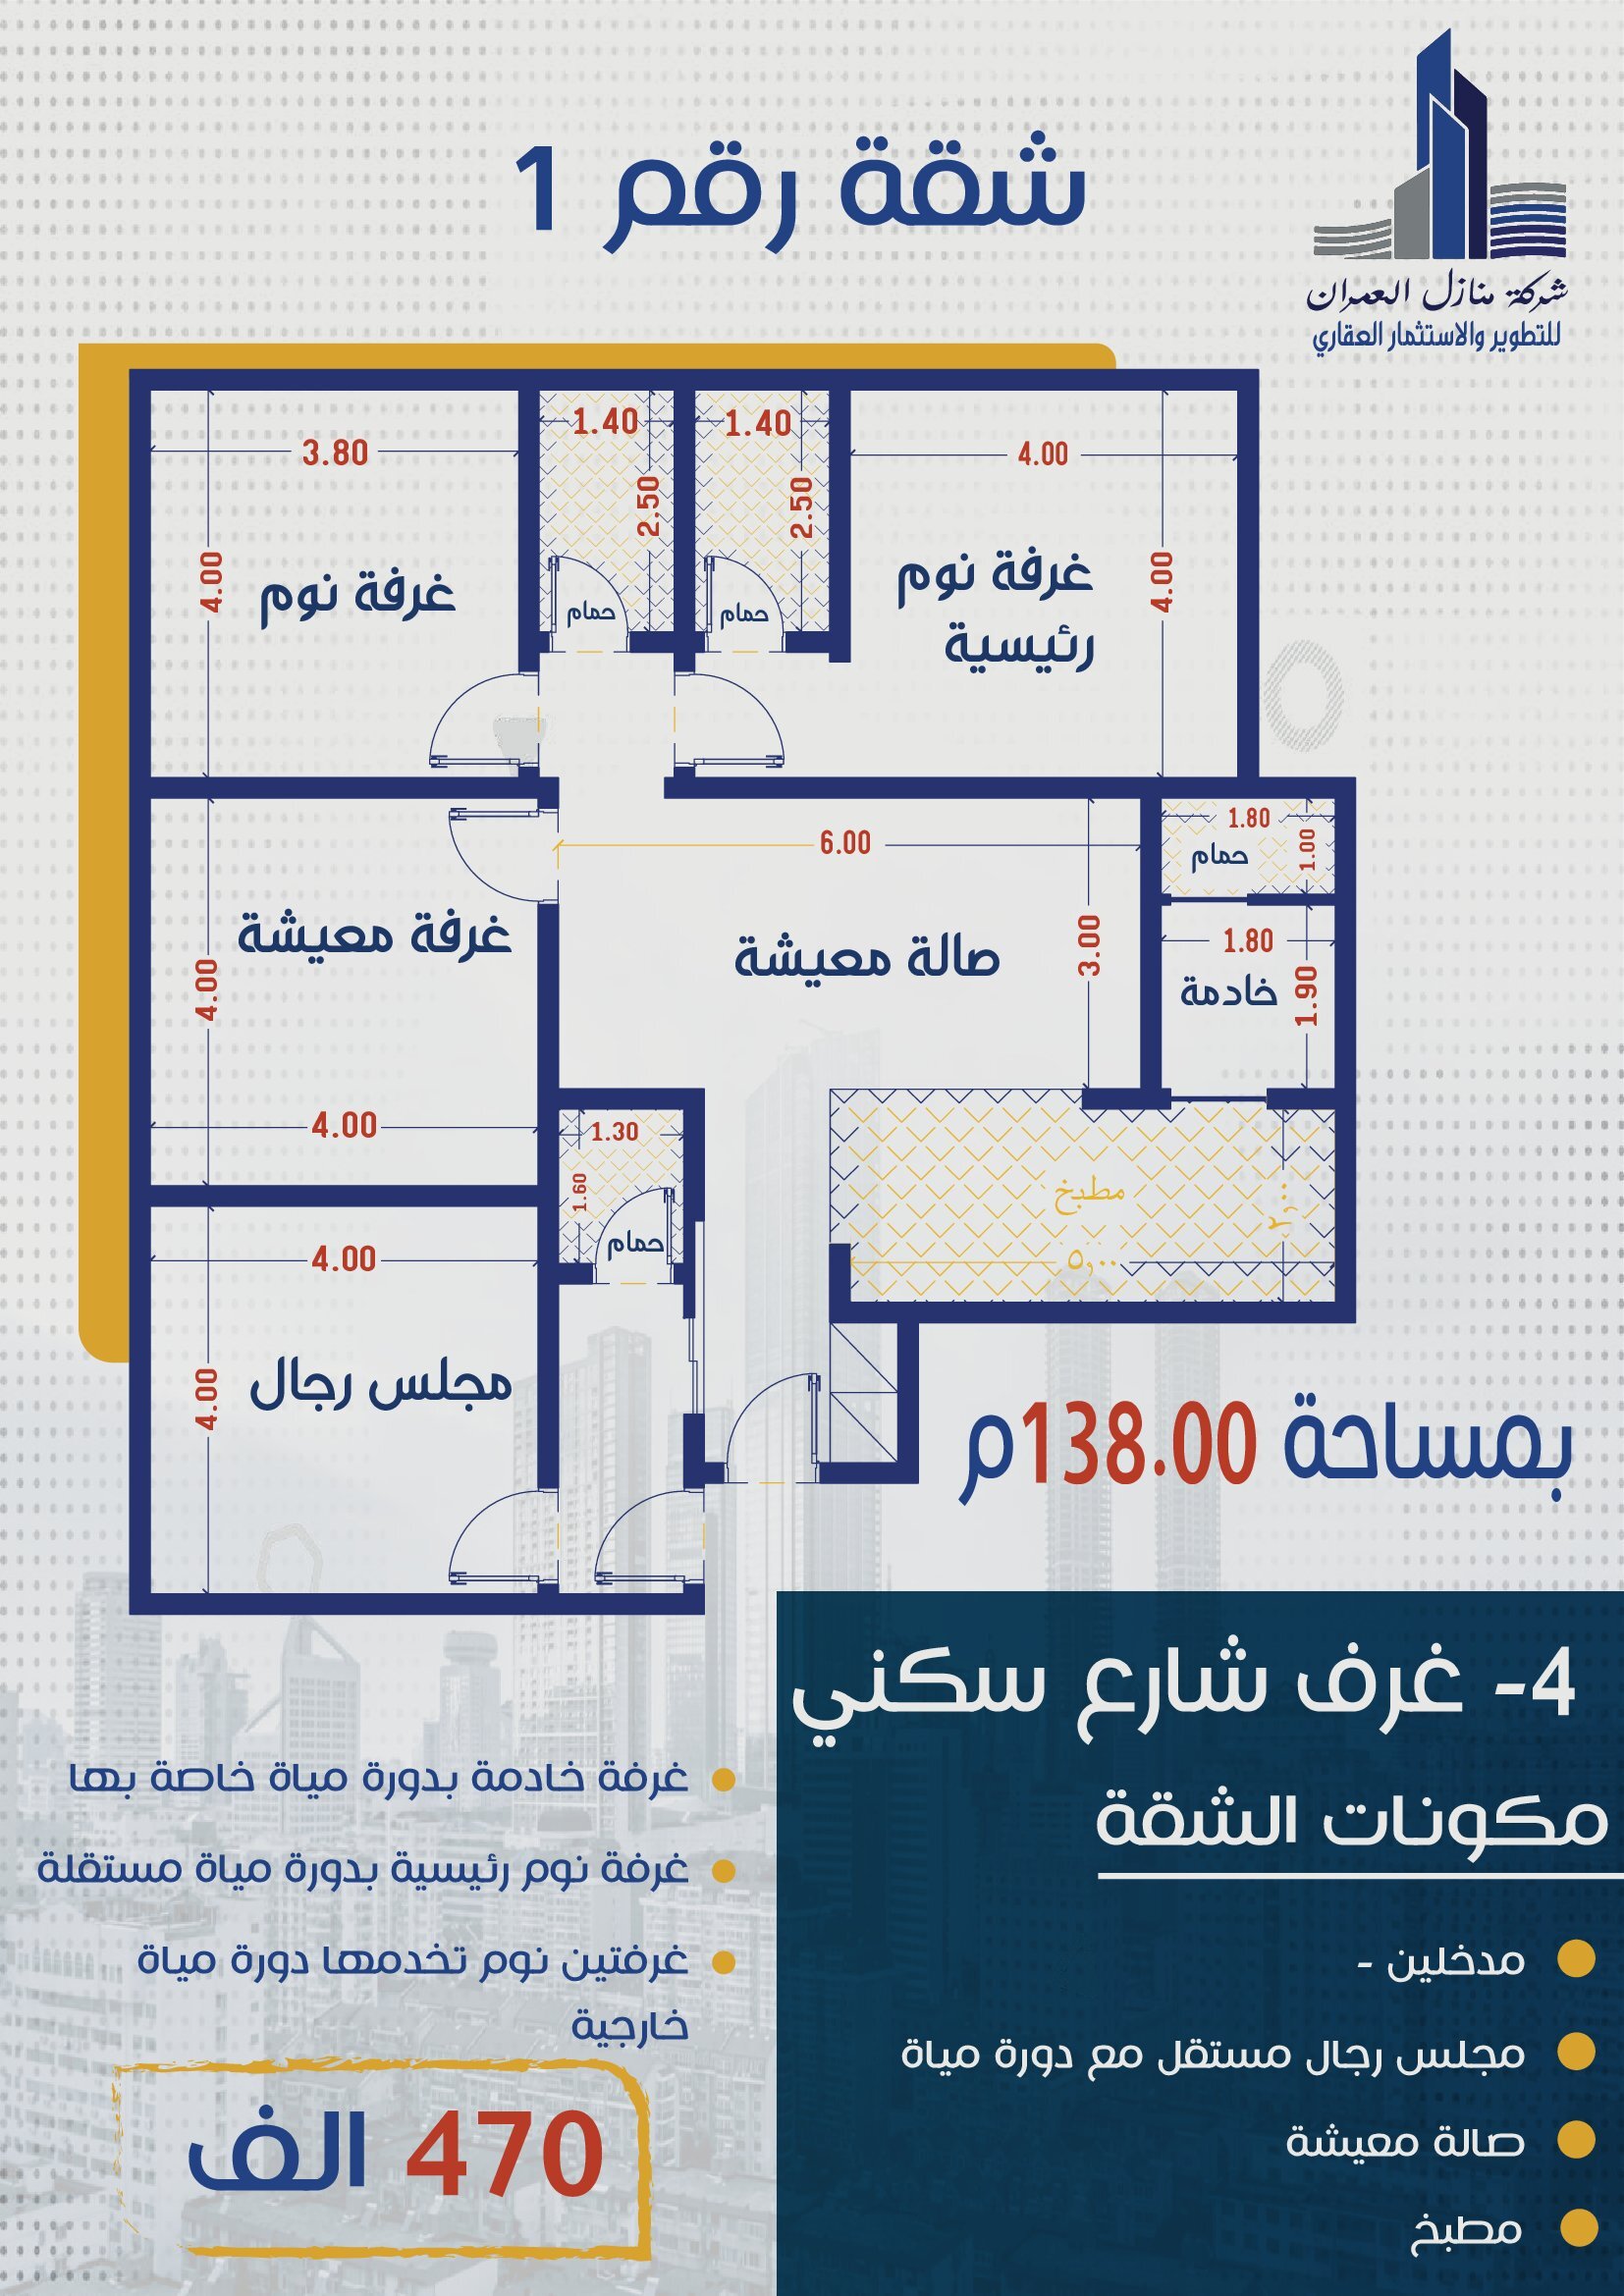 شركة منازل العمران
للتطوير والاستثمار العقاري
شقة رقم 1
3.80
4.00
غرفة نوم
1.40
2.50
حمام
1.40
2.50
حمام
4.00
4.00
غرفة نوم
رئيسية
4.00
غرفة معيشة
4.00
6.00
صالة معيشة
3.00
1.80
1.00
حمام
1.80
خادمة
1.90
1.30
1.60
حمام
مطبخ
٢,٠٠
٥,٠٠
4.00
4.00
مجلس رجال
بمساحة 138.00م
4- غرف شارع سكني
مكونات الشقة
مدخلين -
مجلس رجال مستقل مع دورة مياة
صالة معيشة
مطبخ
غرفة خادمة بدورة مياة خاصة بها
غرفة نوم رئيسية بدورة مياة مستقلة
غرفتين نوم تخدمها دورة مياة
خارجية
470 الف